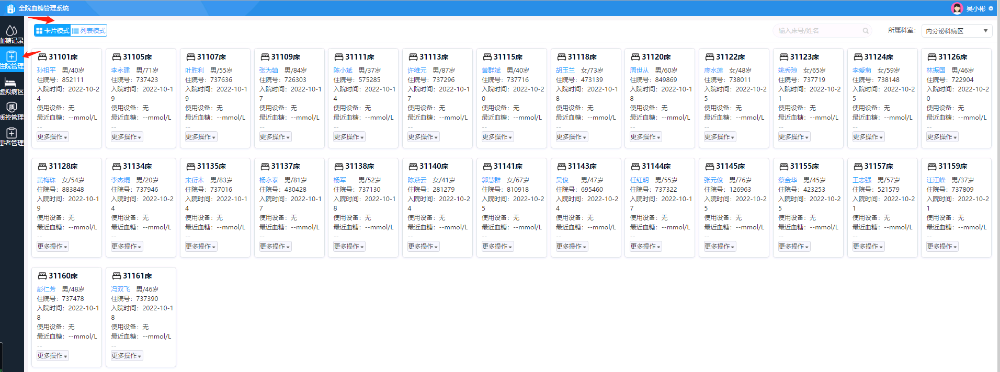 全院血糖管理系统
吴小彬
血糖记录
住院管理
虚拟病区
质控管理
患者管理
卡片模式 列表模式
输入床号/姓名
所属科室： 内分泌科病区
31101床
孙祖平 男/40岁
住院号：852111
入院时间：2022-10-2
4
使用设备：无
最近血糖：--mmol/L
--
更多操作
31105床
李永建 男/71岁
住院号：737423
入院时间：2022-10-1
9
使用设备：无
最近血糖：--mmol/L
--
更多操作
31107床
叶胜利 男/55岁
住院号：737636
入院时间：2022-10-1
9
使用设备：无
最近血糖：--mmol/L
--
更多操作
31109床
张为镇 男/84岁
住院号：726303
入院时间：2022-10-1
7
使用设备：无
最近血糖：--mmol/L
--
更多操作
31111床
陈小斌 男/37岁
住院号：575285
入院时间：2022-10-1
4
使用设备：无
最近血糖：--mmol/L
--
更多操作
31113床
许维元 男/87岁
住院号：737296
入院时间：2022-10-1
7
使用设备：无
最近血糖：--mmol/L
--
更多操作
31115床
黄群斌 男/40岁
住院号：737716
入院时间：2022-10-2
0
使用设备：无
最近血糖：--mmol/L
--
更多操作
31118床
胡玉兰 女/73岁
住院号：473139
入院时间：2022-10-1
8
使用设备：无
最近血糖：--mmol/L
--
更多操作
31120床
周世从 男/60岁
住院号：849869
入院时间：2022-10-1
8
使用设备：无
最近血糖：--mmol/L
--
更多操作
31122床
廖水莲 女/48岁
住院号：738011
入院时间：2022-10-2
5
使用设备：无
最近血糖：--mmol/L
--
更多操作
31123床
姚秀琼 女/65岁
住院号：737719
入院时间：2022-10-2
1
使用设备：无
最近血糖：--mmol/L
--
更多操作
31124床
李爱菊 女/59岁
住院号：738148
入院时间：2022-10-2
5
使用设备：无
最近血糖：--mmol/L
--
更多操作
31126床
林振国 男/46岁
住院号：722904
入院时间：2022-10-2
0
使用设备：无
最近血糖：--mmol/L
--
更多操作
31128床
黄梅珠 女/54岁
住院号：883848
入院时间：2022-10-1
9
使用设备：无
最近血糖：--mmol/L
--
更多操作
31134床
李杰焜 男/20岁
住院号：737946
入院时间：2022-10-2
4
使用设备：无
最近血糖：--mmol/L
--
更多操作
31135床
宋衍木 男/83岁
住院号：737016
入院时间：2022-10-1
4
使用设备：无
最近血糖：--mmol/L
--
更多操作
31137床
杨永泰 男/81岁
住院号：430428
入院时间：2022-10-1
7
使用设备：无
最近血糖：--mmol/L
--
更多操作
31138床
杨军 男/52岁
住院号：737130
入院时间：2022-10-1
8
使用设备：无
最近血糖：--mmol/L
--
更多操作
31140床
陈燕云 女/41岁
住院号：281279
入院时间：2022-10-2
4
使用设备：无
最近血糖：--mmol/L
--
更多操作
31141床
郭慧群 女/67岁
住院号：810918
入院时间：2022-10-2
5
使用设备：无
最近血糖：--mmol/L
--
更多操作
31143床
吴俊 男/47岁
住院号：695460
入院时间：2022-10-2
4
使用设备：无
最近血糖：--mmol/L
--
更多操作
31144床
任红明 男/55岁
住院号：737322
入院时间：2022-10-1
7
使用设备：无
最近血糖：--mmol/L
--
更多操作
31145床
张元俊 男/76岁
住院号：126963
入院时间：2022-10-2
5
使用设备：无
最近血糖：--mmol/L
--
更多操作
31155床
蔡金华 男/45岁
住院号：423253
入院时间：2022-10-2
5
使用设备：无
最近血糖：--mmol/L
--
更多操作
31157床
王志强 男/57岁
住院号：521579
入院时间：2022-10-2
1
使用设备：无
最近血糖：--mmol/L
--
更多操作
31159床
汪江峰 男/37岁
住院号：737809
入院时间：2022-10-2
1
使用设备：无
最近血糖：--mmol/L
--
更多操作
31160床
彭仁芳 男/48岁
住院号：737478
入院时间：2022-10-1
8
使用设备：无
最近血糖：--mmol/L
--
更多操作
31161床
冯双飞 男/46岁
住院号：737390
入院时间：2022-10-1
8
使用设备：无
最近血糖：--mmol/L
--
更多操作